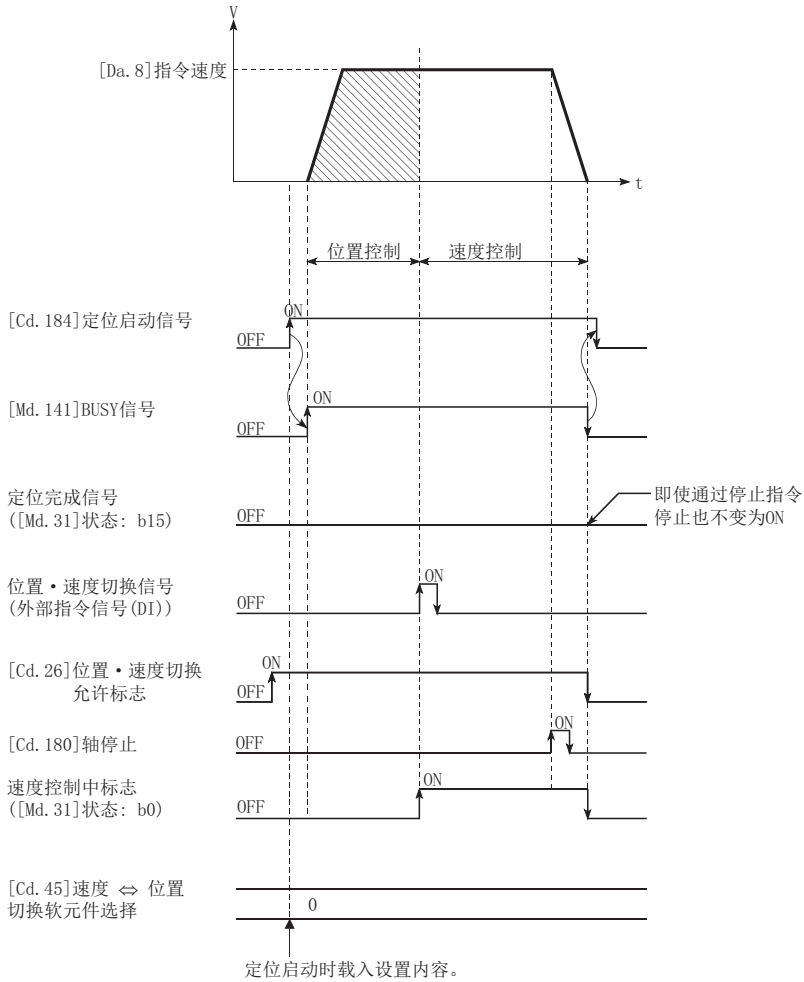 V
[Da.8]指令速度
t
位置控制
速度控制
ON
[Cd.184]定位启动信号
OFF
ON
[Md.141]BUSY信号
OFF
定位完成信号
([Md.31]状态: b15)
OFF
即使通过停止指令
停止也不变为ON
位置・速度切换信号
(外部指令信号(DI))
ON
OFF
ON
[Cd.26]位置・速度切换
允许标志
OFF
ON
[Cd.180]轴停止
OFF
速度控制中标志
([Md.31]状态: b0)
ON
OFF
[Cd.45]速度 ⇔ 位置
切换软元件选择
0
定位启动时载入设置内容。